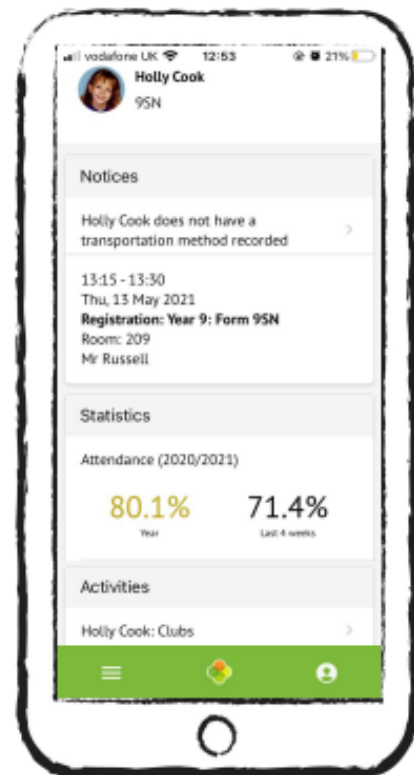 vodafone UK 12:53 21%
Holly Cook
9SN
Notices
Holly Cook does not have a
transportation method recorded
13:15 - 13:30
Thu, 13 May 2021
Registration: Year 9: Form 9SN
Room: 209
Mr Russell
Statistics
Attendance (2020/2021)
80.1% 71.4%
Year Last 4 weeks
Activities
Holly Cook: Clubs